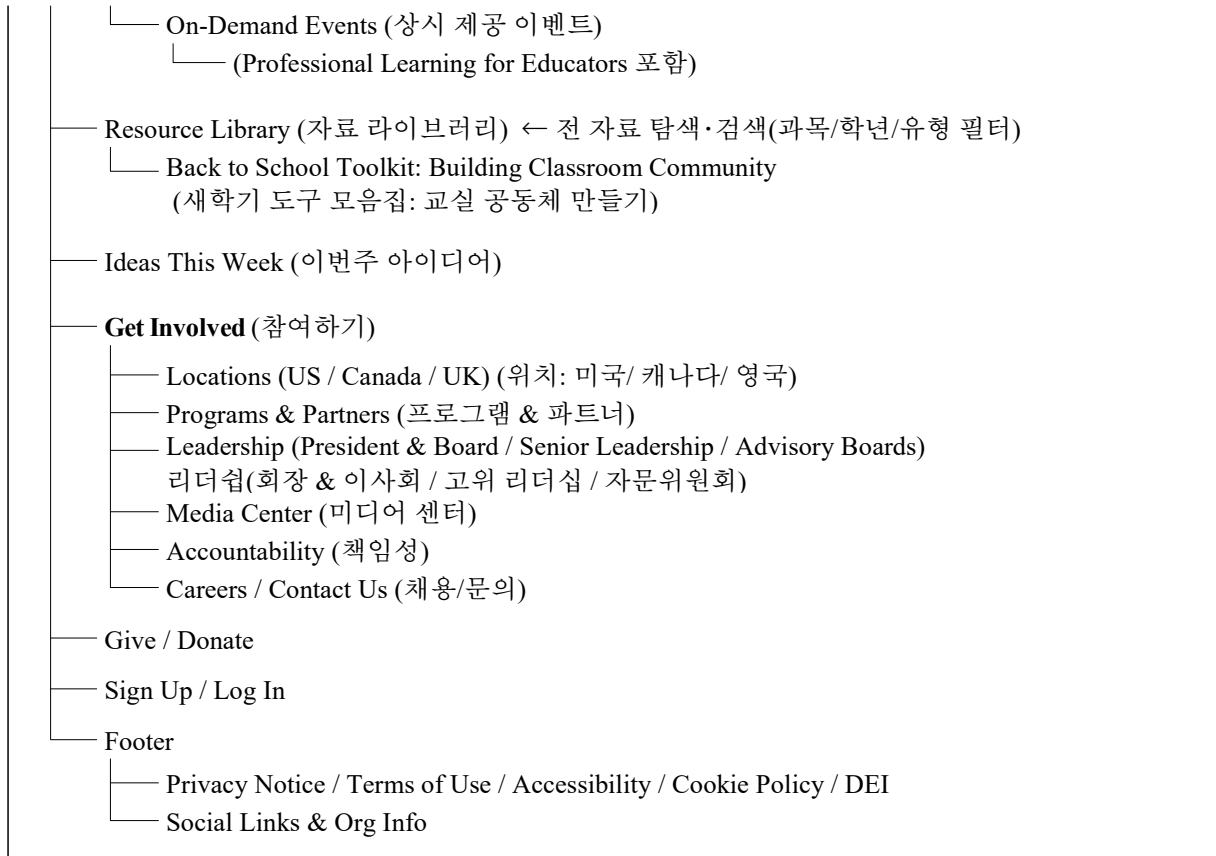 On-Demand Events (상시 제공 이벤트)
(Professional Learning for Educators 포함)
Resource Library (자료 라이브러리) ← 전 자료 탐색·검색(과목/학년/유형 필터)
Back to School Toolkit: Building Classroom Community
(새학기 도구 모음집: 교실 공동체 만들기)
Ideas This Week (이번주 아이디어)
Get Involved (참여하기)
Locations (US / Canada / UK) (위치: 미국/ 캐나다/ 영국)
Programs & Partners (프로그램 & 파트너)
Leadership (President & Board / Senior Leadership / Advisory Boards)
리더쉽(회장 & 이사회 / 고위 리더십 / 자문위원회)
Media Center (미디어 센터)
Accountability (책임성)
Careers / Contact Us (채용/문의)
Give / Donate
Sign Up / Log In
Footer
Privacy Notice / Terms of Use / Accessibility / Cookie Policy / DEI
Social Links & Org Info